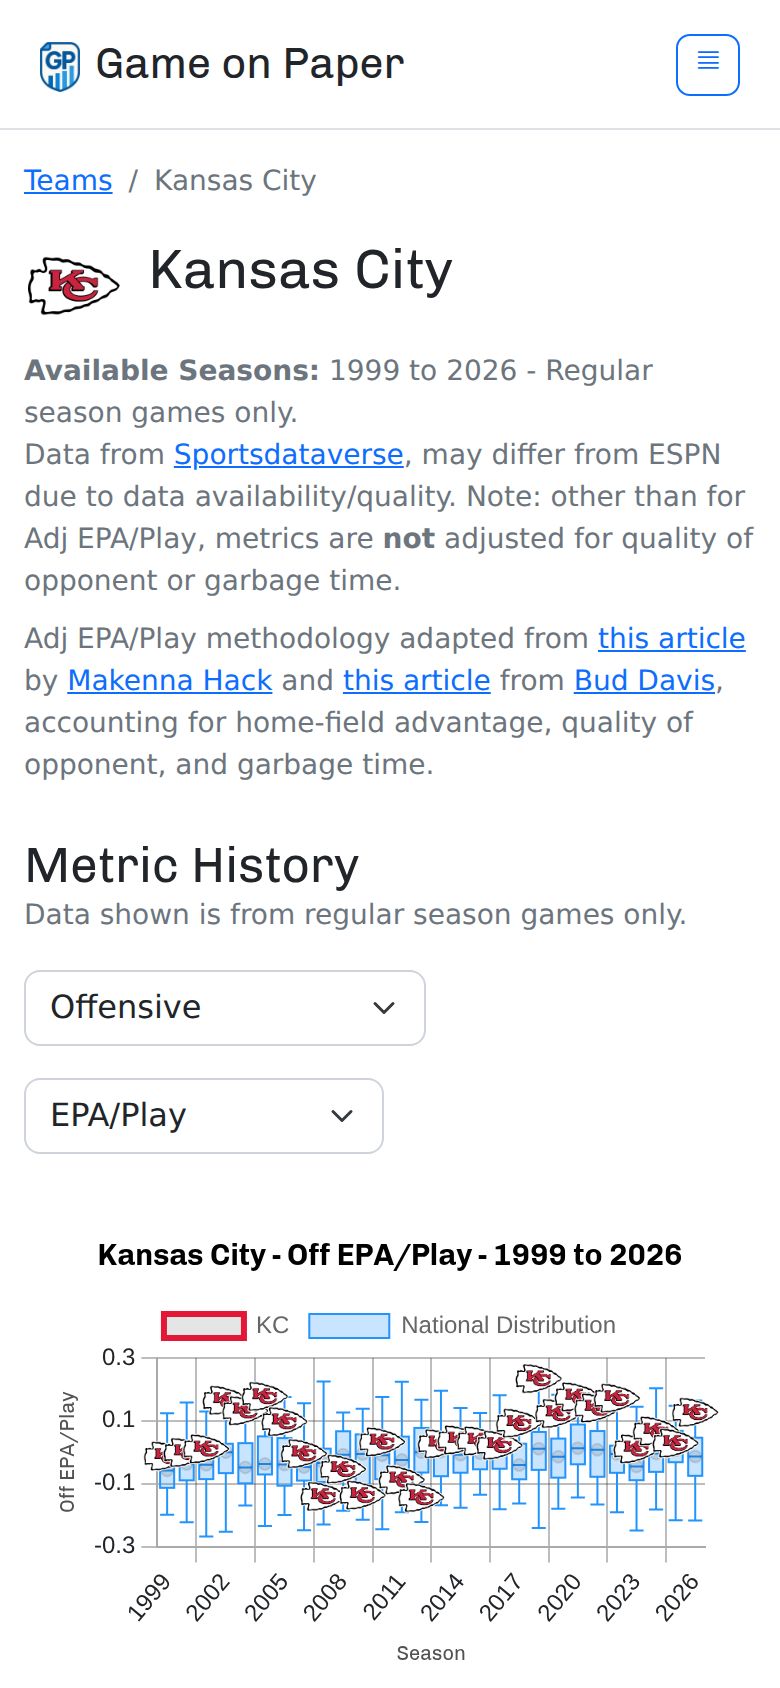 GP Game on Paper
Teams / Kansas City
KC Kansas City
Available Seasons: 1999 to 2026 - Regular
season games only.
Data from Sportsdataverse, may differ from ESPN
due to data availability/quality. Note: other than for
Adj EPA/Play, metrics are not adjusted for quality of
opponent or garbage time.
Adj EPA/Play methodology adapted from this article
by Makenna Hack and this article from Bud Davis,
accounting for home-field advantage, quality of
opponent, and garbage time.
Metric History
Data shown is from regular season games only.
Offensive
EPA/Play
Kansas City - Off EPA/Play - 1999 to 2026
KC National Distribution
Off EPA/Play
0.3
0.1
-0.1
-0.3
1999 2002 2005 2008 2011 2014 2017 2020 2023 2026
Season